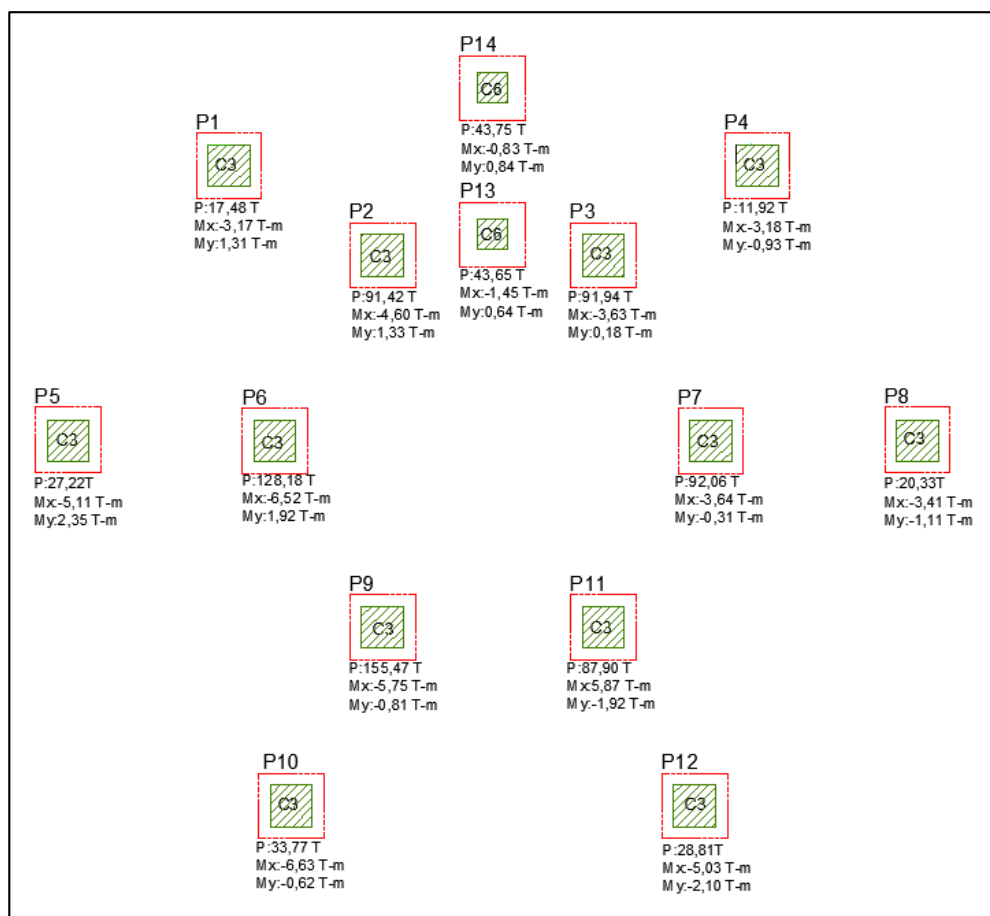 P14
C6
P:43,75 T
Mx:-0,83 T-m
My:0,84 T-m
P1
C3
P:17,48 T
Mx:-3,17 T-m
My:1,31 T-m
P4
C3
P:11,92 T
Mx:-3,18 T-m
My:-0,93 T-m
P13
C6
P:43,65 T
Mx:-1,45 T-m
My:0,64 T-m
P2
C3
P:91,42 T
Mx:-4,60 T-m
My:1,33 T-m
P3
C3
P:91,94 T
Mx:-3,63 T-m
My:0,18 T-m
P5
C3
P:27,22T
Mx:-5,11 T-m
My:2,35 T-m
P6
C3
P:128,18 T
Mx:-6,52 T-m
My:1,92 T-m
P7
C3
P:92,06 T
Mx:-3,64 T-m
My:-0,31 T-m
P8
C3
P:20,33T
Mx:-3,41 T-m
My:-1,11 T-m
P9
C3
P:155,47 T
Mx:-5,75 T-m
My:-0,81 T-m
P11
C3
P:87,90 T
Mx:5,87 T-m
My:-1,92 T-m
P10
C3
P:33,77 T
Mx:-6,63 T-m
My:-0,62 T-m
P12
C3
P:28,81T
Mx:-5,03 T-m
My:-2,10 T-m